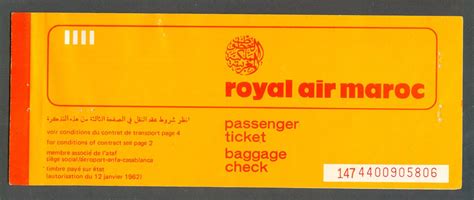 royal air maroc
انظر شروط عقد النقل في الصفحة الثالثة من هذه التذكرة
voir conditions du contrat de transport page 4
for conditions of contract see page 2
membre associé de l'ataf
siège social:aéroport-anfa-casablanca
timbre payé sur état
(autorisation du 12 janvier 1962)
passenger
ticket
baggage
check
147 4400905806